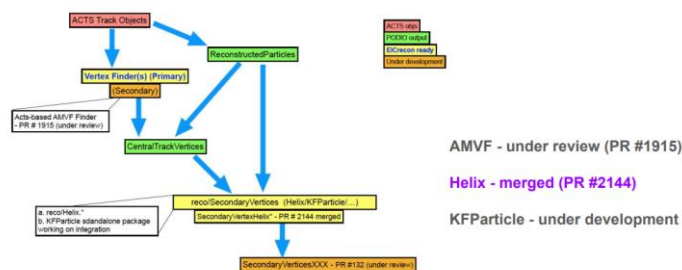 ACTS Track Objects
ACTS objs
PODIO output
EICrecon ready
Under development
ReconstructedParticles
Vertex Finder(s) (Primary)
(Secondary)
Acts-based AMVF Finder
- PR # 1915 (under review)
CentralTrackVertices
AMVF - under review (PR #1915)
Helix - merged (PR #2144)
KFParticle - under development
a. reco/Helix.*
b. KFParticle standalone package
working on integration
reco/SecondaryVertices (Helix/KFParticle/...)
SecondaryVertexHelix* - PR # 2144 merged
SecondaryVerticesXXX - PR #132 (under review)